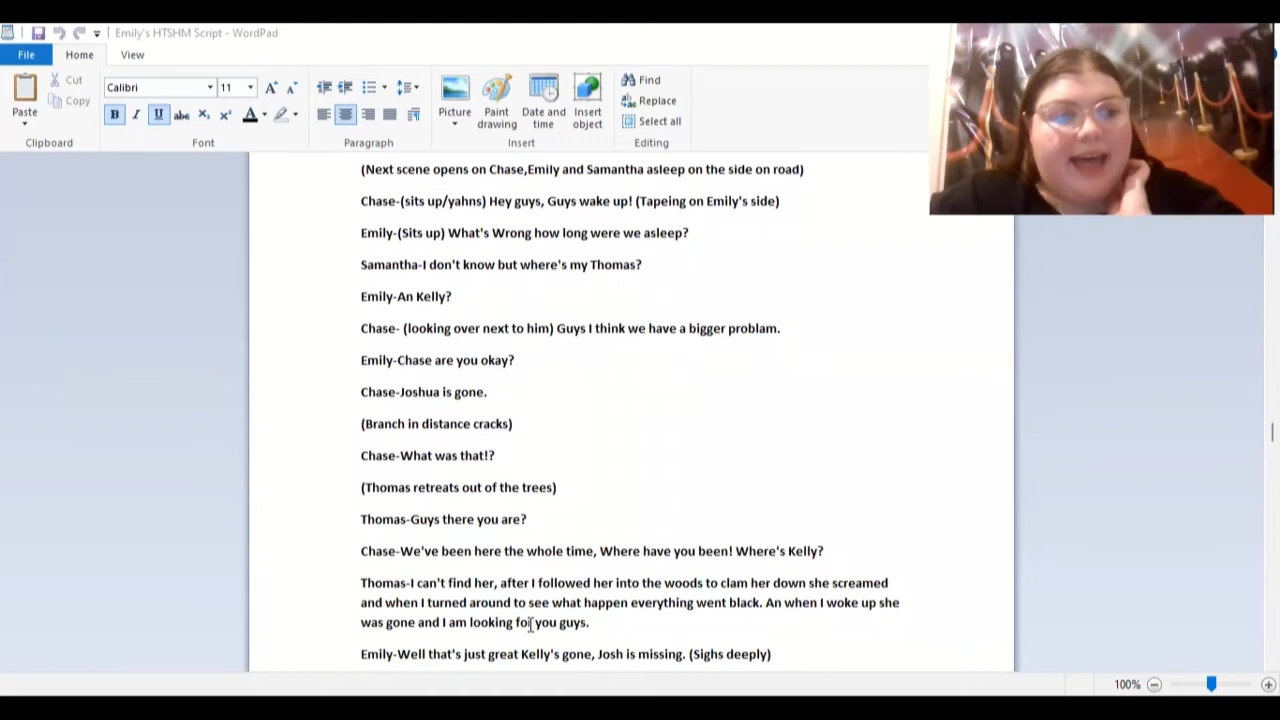 Emily's HTSHM Script - WordPad
File Home View
Paste Cut Copy Calibri 11 Picture Paint drawing Date and time Insert object Find Replace Select all
B I U abc X₂ X² A
Clipboard Font Paragraph Insert Editing
(Next scene opens on Chase,Emily and Samantha asleep on the side on road)
Chase-(sits up/yahns) Hey guys, Guys wake up! (Tapeing on Emily's side)
Emily-(Sits up) What's Wrong how long were we asleep?
Samantha-I don't know but where's my Thomas?
Emily-An Kelly?
Chase- (looking over next to him) Guys I think we have a bigger problam.
Emily-Chase are you okay?
Chase-Joshua is gone.
(Branch in distance cracks)
Chase-What was that!?
(Thomas retreats out of the trees)
Thomas-Guys there you are?
Chase-We've been here the whole time, Where have you been! Where's Kelly?
Thomas-I can't find her, after I followed her into the woods to clam her down she screamed
and when I turned around to see what happen everything went black. An when I woke up she
was gone and I am looking for you guys.
Emily-Well that's just great Kelly's gone, Josh is missing. (Sighs deeply)
100%